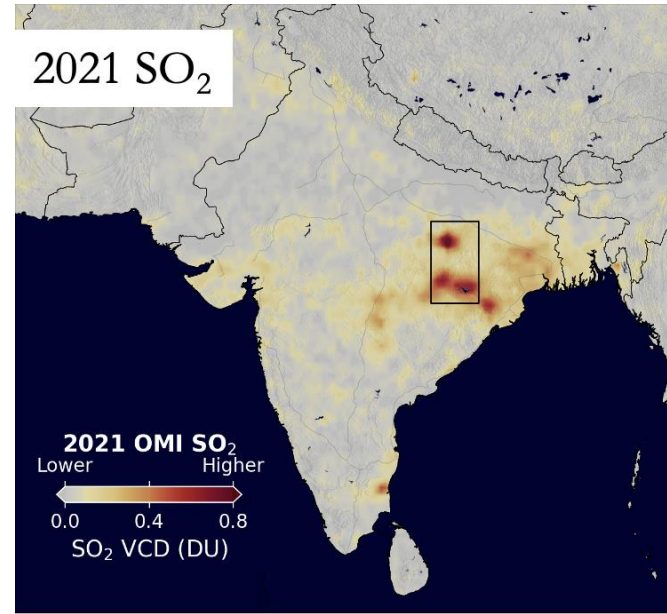 2021 SO₂
2021 OMI SO₂
Lower Higher
0.0 0.4 0.8
SO₂ VCD (DU)